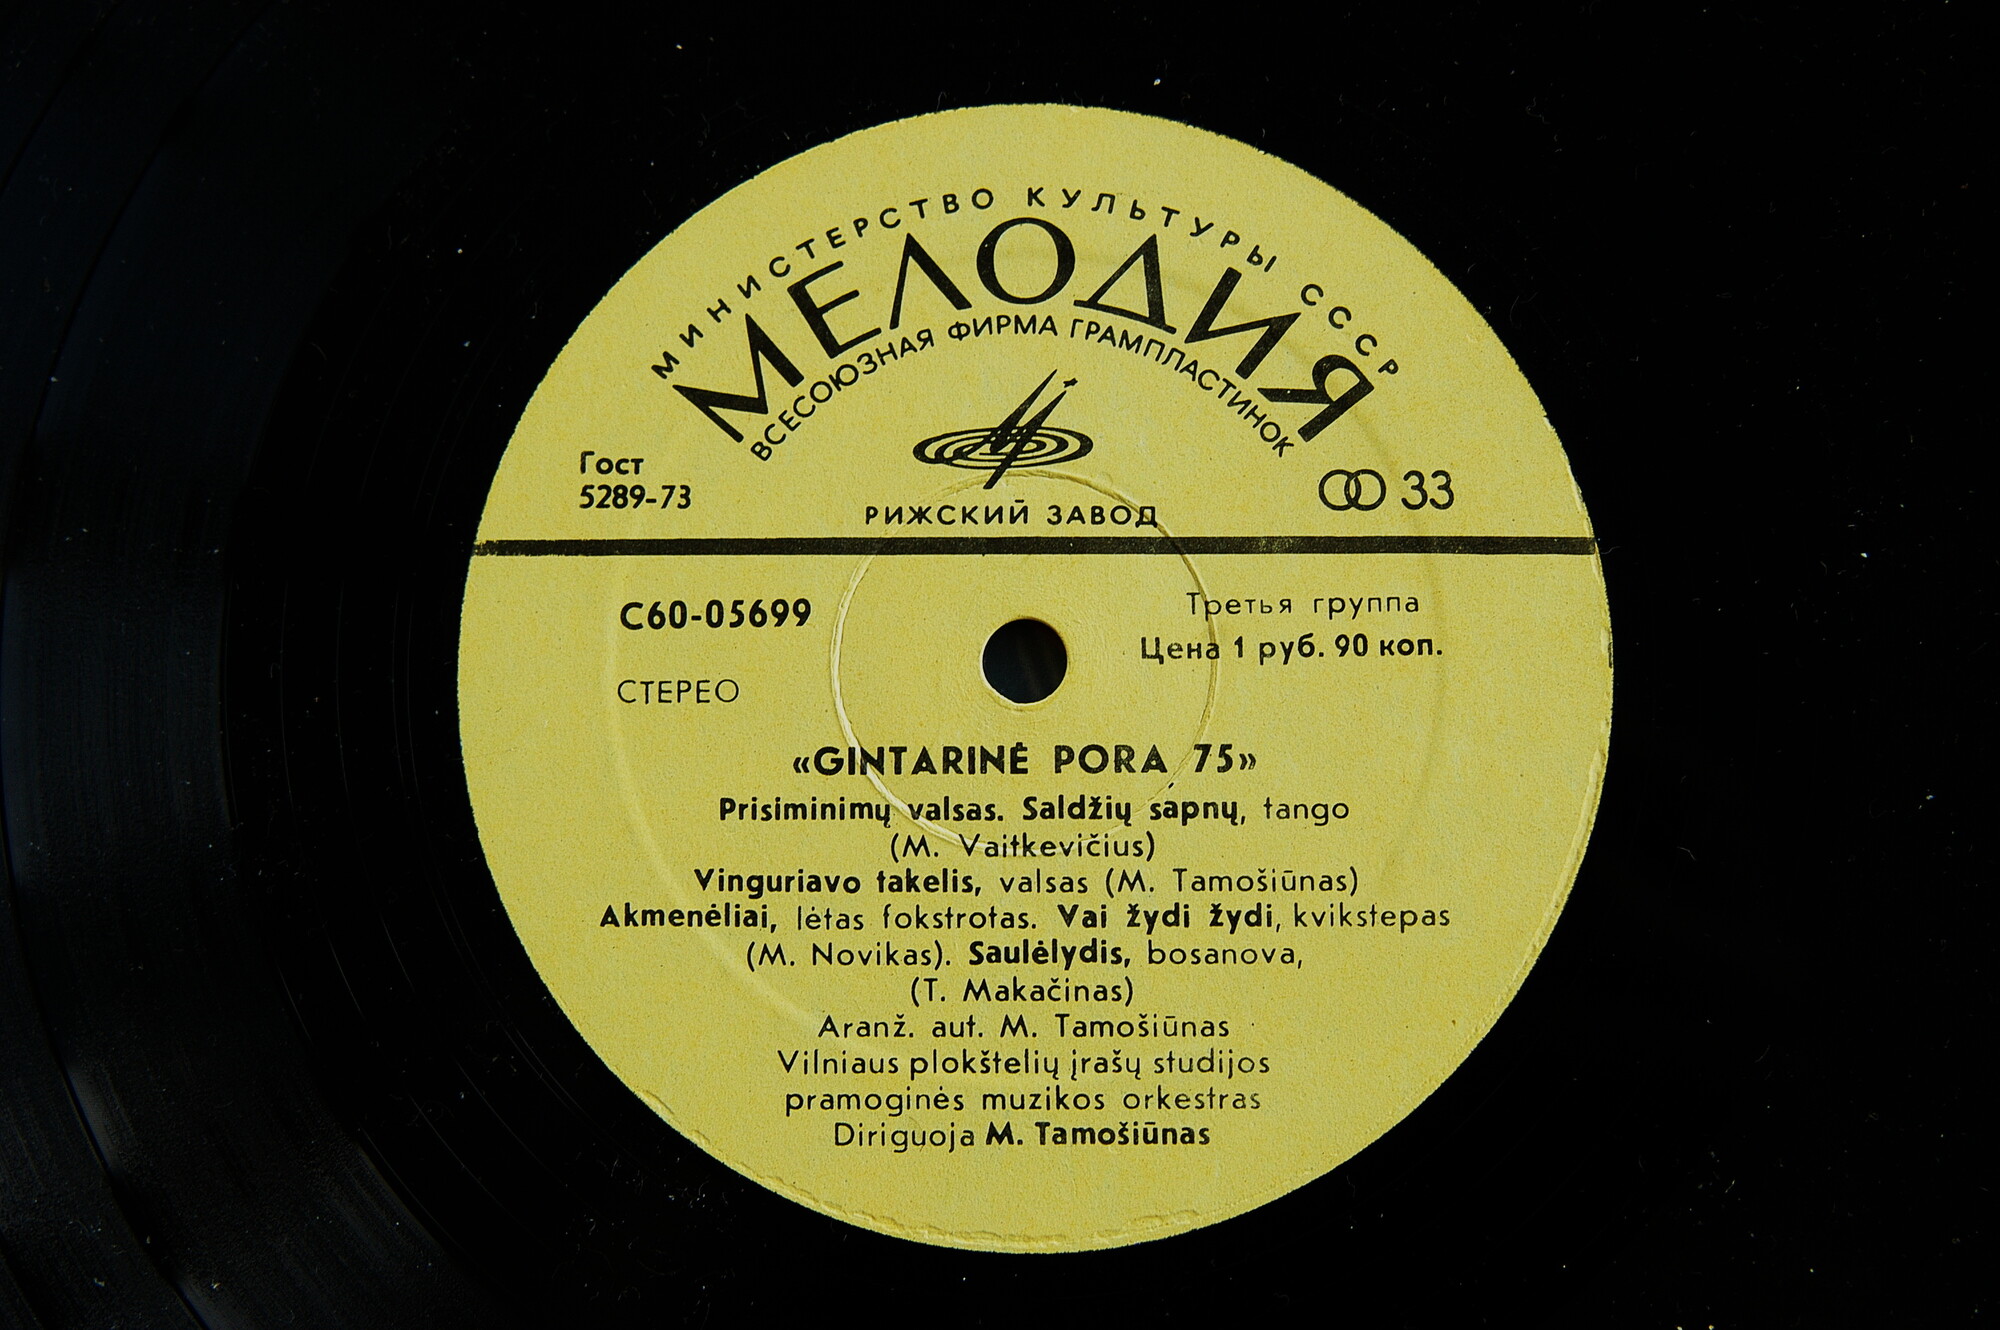 МИНИСТЕРСТВО КУЛЬТУРЫ СССР
МЕЛОДИЯ
ВСЕСОЮЗНАЯ ФИРМА ГРАМПЛАСТИНОК
Гост
5289-73
33
РИЖСКИЙ ЗАВОД
С60-05699
Третья группа
Цена 1 руб. 90 коп.
СТЕРЕО
«GINTARINĖ PORA 75»
Prisiminimų valsas. Saldžių sapnų, tango
(M. Vaitkevičius)
Vinguriavo takelis, valsas (M. Tamošiūnas)
Akmenėliai, lėtas fokstrotas. Vai žydi žydi, kvikstepas
(M. Novikas). Saulėlydis, bosanova,
(T. Makačinas)
Aranž. aut. M. Tamošiūnas
Vilniaus plokštelių įrašų studijos
pramoginės muzikos orkestras
Diriguoja M. Tamošiūnas